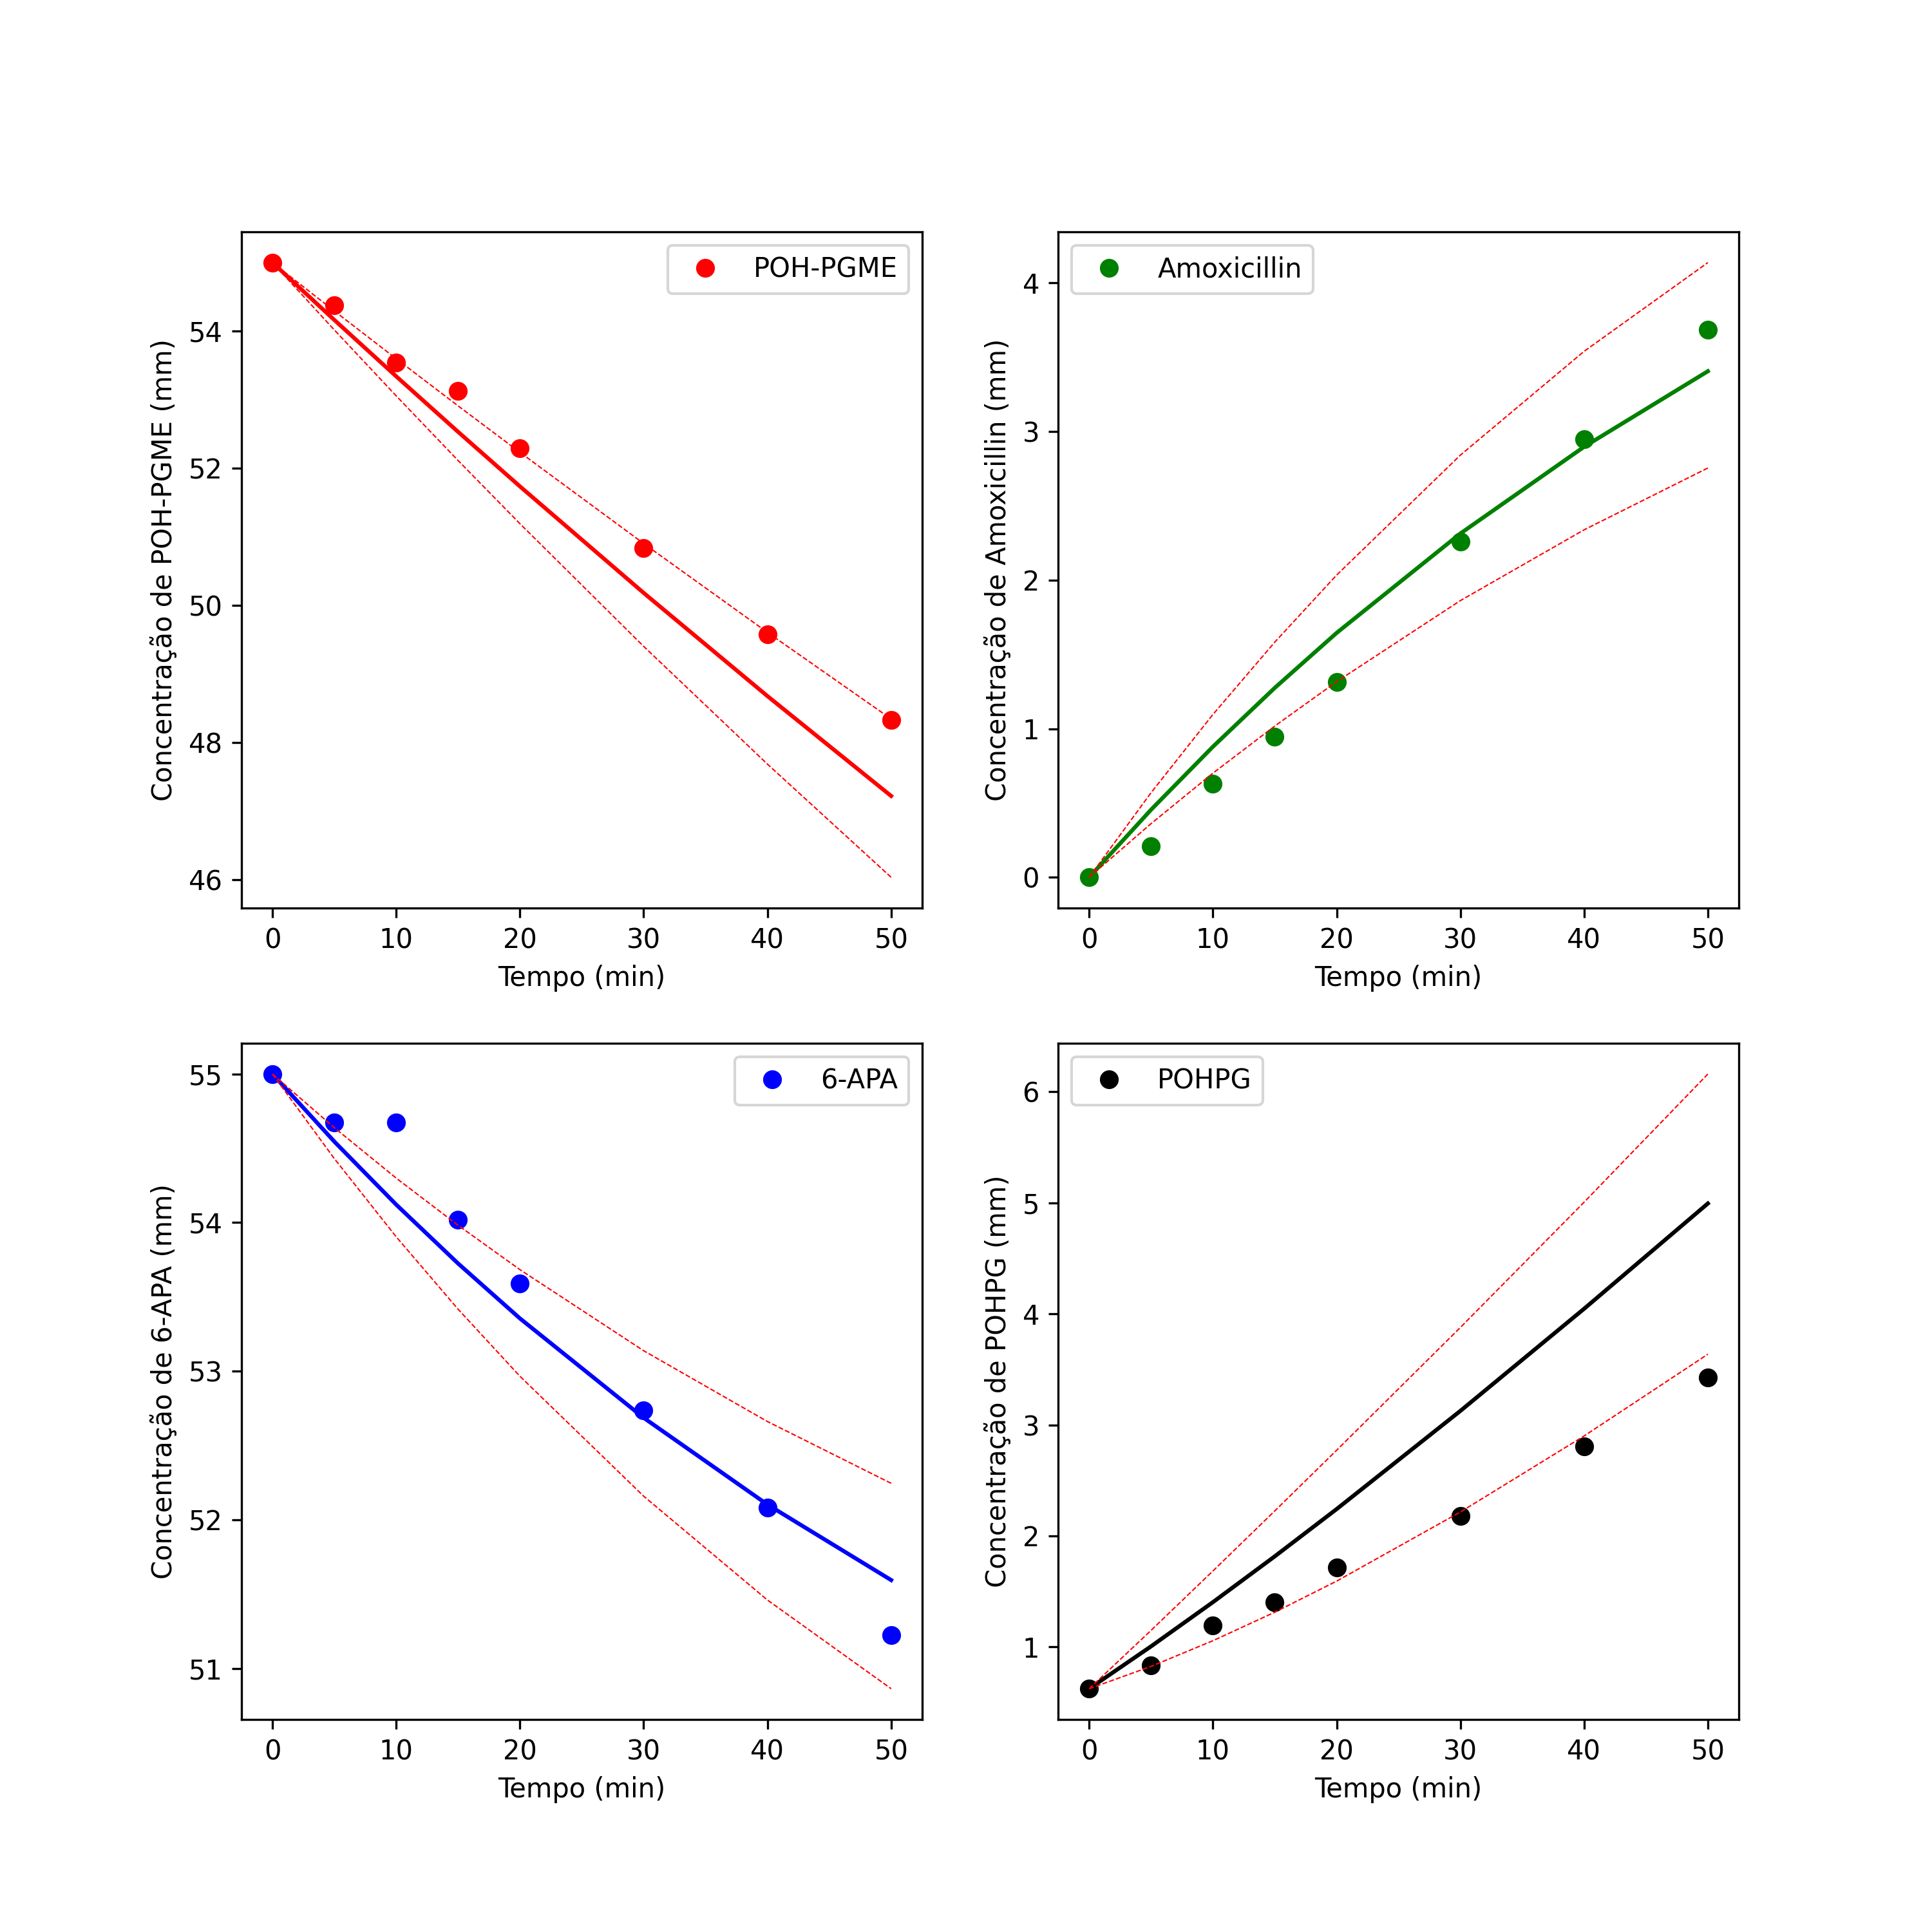 POH-PGME
Concentração de POH-PGME (mm)
54
52
50
48
46
0 10 20 30 40 50
Tempo (min)
Amoxicillin
Concentração de Amoxicillin (mm)
4
3
2
1
0
0 10 20 30 40 50
Tempo (min)
6-APA
Concentração de 6-APA (mm)
55
54
53
52
51
0 10 20 30 40 50
Tempo (min)
POHPG
Concentração de POHPG (mm)
6
5
4
3
2
1
0 10 20 30 40 50
Tempo (min)